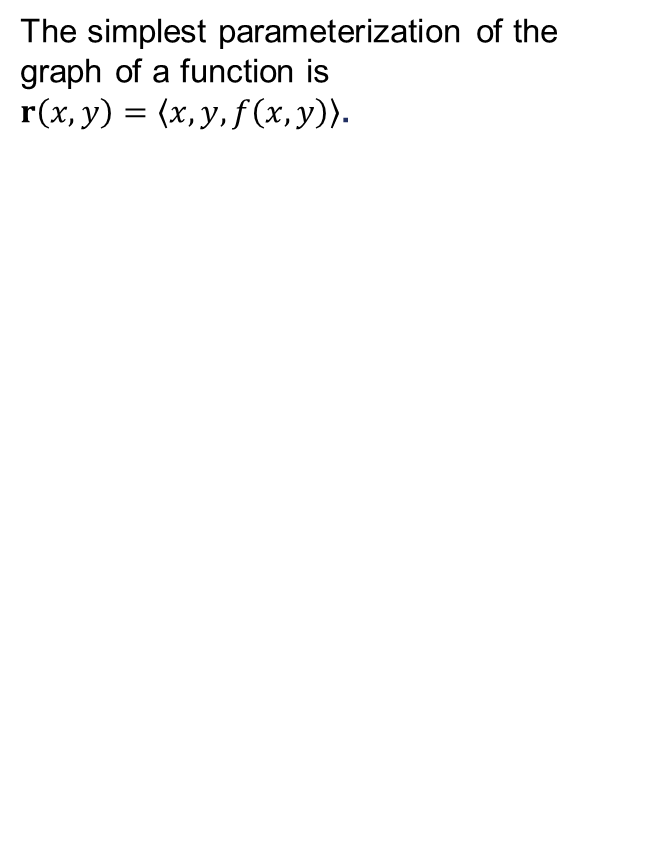 The simplest parameterization of the
graph of a function is
r(x, y) = ⟨x, y, f(x, y)⟩.